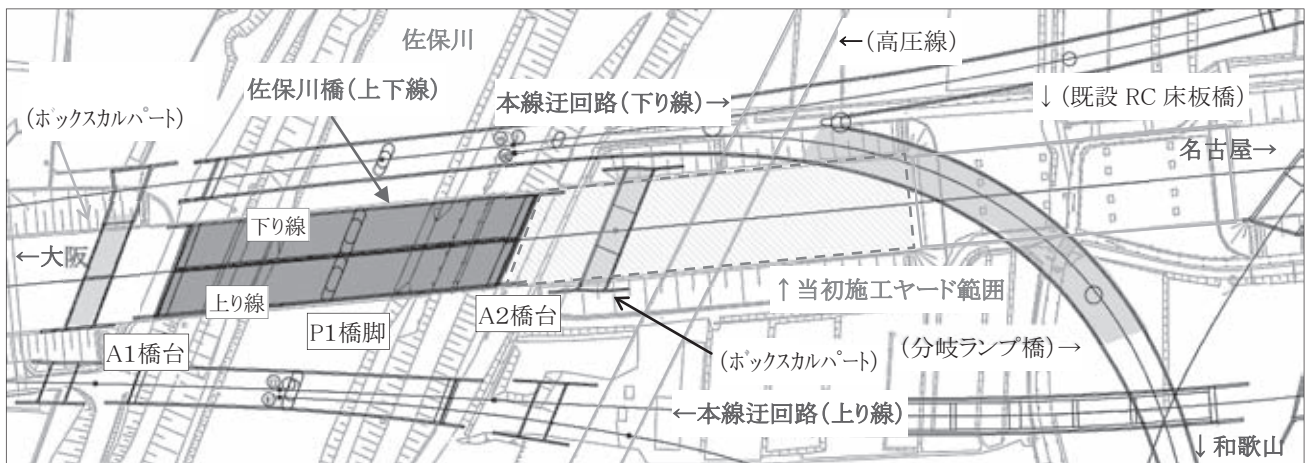 佐保川
←(高圧線)
佐保川橋(上下線)
本線迂回路(下り線)→
↓(既設 RC 床板橋)
(ボックスカルバート)
名古屋→
下り線
←大阪
上り線
A2橋台
↑当初施工ヤード範囲
P1橋脚
A1橋台
(ボックスカルバート)
(分岐ランプ橋)→
←本線迂回路(上り線)
↓和歌山